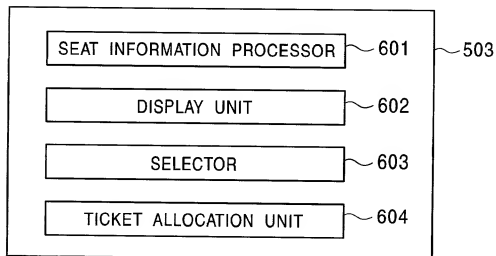 SEAT INFORMATION PROCESSOR 601 503
DISPLAY UNIT 602
SELECTOR 603
TICKET ALLOCATION UNIT 604